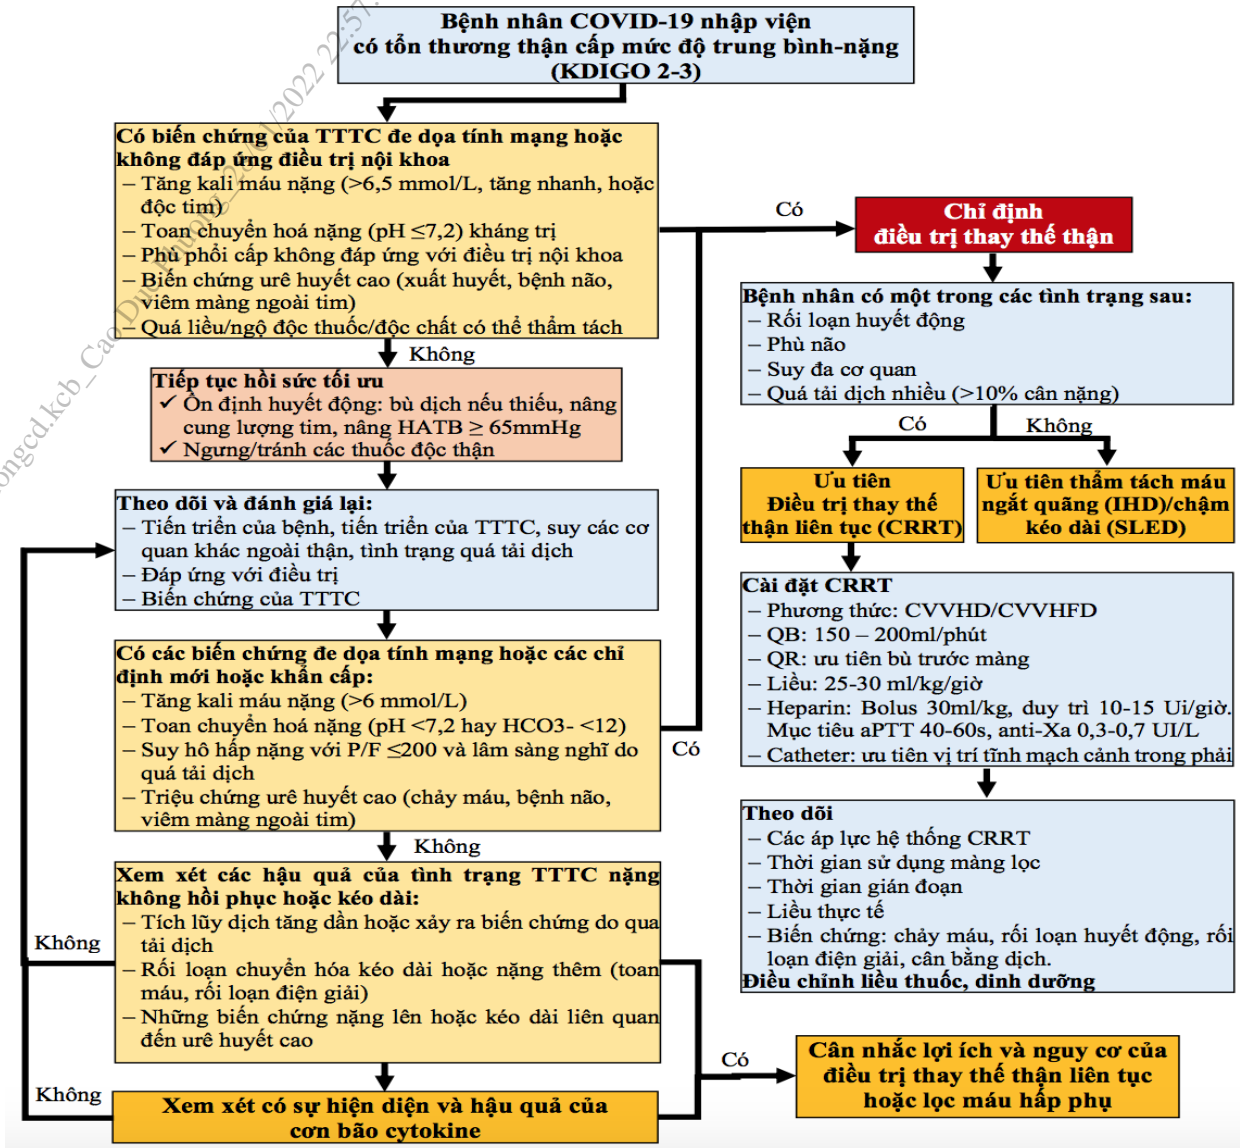 Bệnh nhân COVID-19 nhập viện
có tổn thương thận cấp mức độ trung bình-nặng
(KDIGO 2-3)
Có biến chứng của TTTC đe dọa tính mạng hoặc
không đáp ứng điều trị nội khoa
– Tăng kali máu nặng (>6,5 mmol/L, tăng nhanh, hoặc
độc tim)
– Toan chuyển hoá nặng (pH ≤7,2) kháng trị
– Phù phổi cấp không đáp ứng với điều trị nội khoa
– Biến chứng urê huyết cao (xuất huyết, bệnh não,
viêm màng ngoài tim)
– Quá liều/ngộ độc thuốc/độc chất có thể thẩm tách
Không
Tiếp tục hồi sức tối ưu
✓ Ổn định huyết động: bù dịch nếu thiếu, nâng
cung lượng tim, nâng HATB ≥ 65mmHg
✓ Ngưng/tránh các thuốc độc thận
Theo dõi và đánh giá lại:
– Tiến triển của bệnh, tiến triển của TTTC, suy các cơ
quan khác ngoài thận, tình trạng quá tải dịch
– Đáp ứng với điều trị
– Biến chứng của TTTC
Có các biến chứng đe dọa tính mạng hoặc các chỉ
định mới hoặc khẩn cấp:
– Tăng kali máu nặng (>6 mmol/L)
– Toan chuyển hoá nặng (pH <7,2 hay HCO3- <12)
– Suy hô hấp nặng với P/F ≤200 và lâm sàng nghĩ do
quá tải dịch
– Triệu chứng urê huyết cao (chảy máu, bệnh não,
viêm màng ngoài tim)
Có
Không
Xem xét các hậu quả của tình trạng TTTC nặng
không hồi phục hoặc kéo dài:
– Tích lũy dịch tăng dần hoặc xảy ra biến chứng do qua
tải dịch
– Rối loạn chuyển hóa kéo dài hoặc nặng thêm (toan
máu, rối loạn điện giải)
– Những biến chứng nặng lên hoặc kéo dài liên quan
đến urê huyết cao
Không
Không
Xem xét có sự hiện diện và hậu quả của
cơn bão cytokine
Có
Chỉ định
điều trị thay thế thận
Bệnh nhân có một trong các tình trạng sau:
– Rối loạn huyết động
– Phù não
– Suy đa cơ quan
– Quá tải dịch nhiều (>10% cân nặng)
Có
Không
Ưu tiên
Điều trị thay thế
thận liên tục (CRRT)
Ưu tiên thẩm tách máu
ngắt quãng (IHD)/chậm
kéo dài (SLED)
Cài đặt CRRT
– Phương thức: CVVHD/CVVHFD
– QB: 150 – 200ml/phút
– QR: ưu tiên bù trước màng
– Liều: 25-30 ml/kg/giờ
– Heparin: Bolus 30ml/kg, duy trì 10-15 Ui/giờ.
Mục tiêu aPTT 40-60s, anti-Xa 0,3-0,7 UI/L
– Catheter: ưu tiên vị trí tĩnh mạch cảnh trong phải
Theo dõi
– Các áp lực hệ thống CRRT
– Thời gian sử dụng màng lọc
– Thời gian gián đoạn
– Liều thực tế
– Biến chứng: chảy máu, rối loạn huyết động, rối
loạn điện giải, cân bằng dịch.
Điều chỉnh liều thuốc, dinh dưỡng
Có
Cân nhắc lợi ích và nguy cơ của
điều trị thay thế thận liên tục
hoặc lọc máu hấp phụ